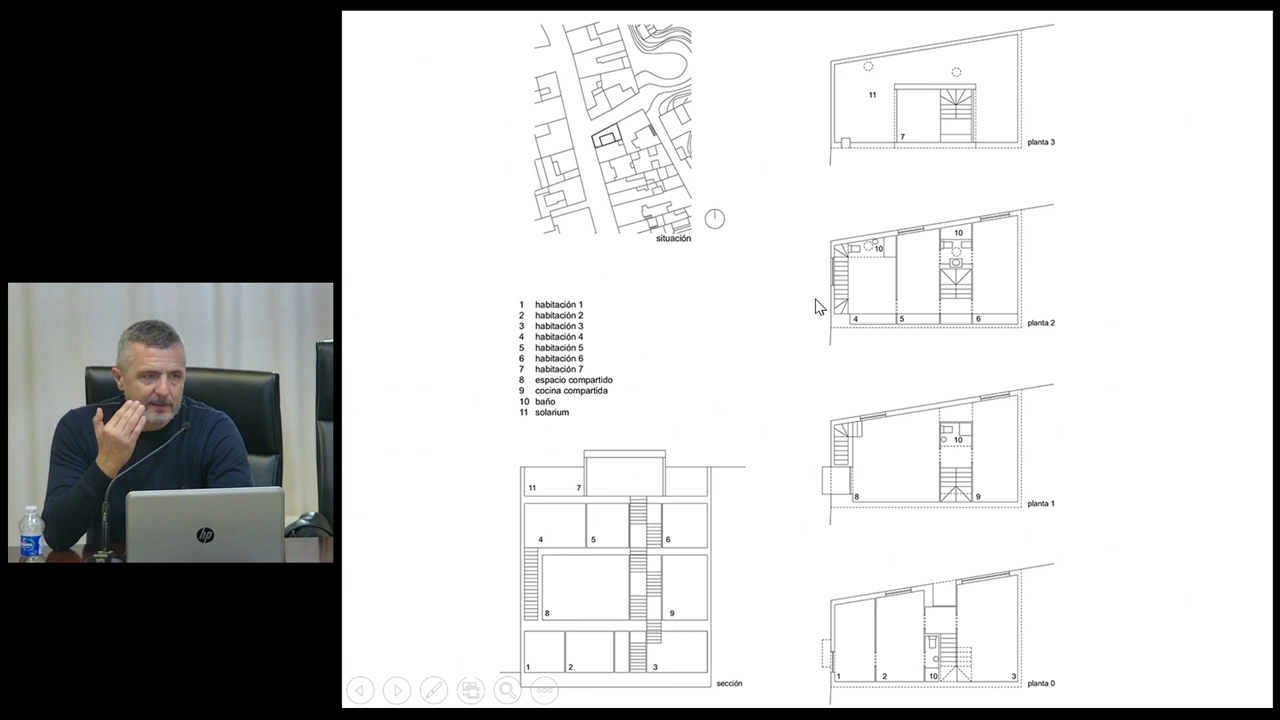 situación
1 habitación 1
2 habitación 2
3 habitación 3
4 habitación 4
5 habitación 5
6 habitación 6
7 habitación 7
8 espacio compartido
9 cocina compartida
10 baño
11 solarium
11 7
4 5 6
8 9
1 2 3
sección
11
7
planta 3
10
10
4 5 6
planta 2
10
8 9
planta 1
1 2 10 3
planta 0
hp